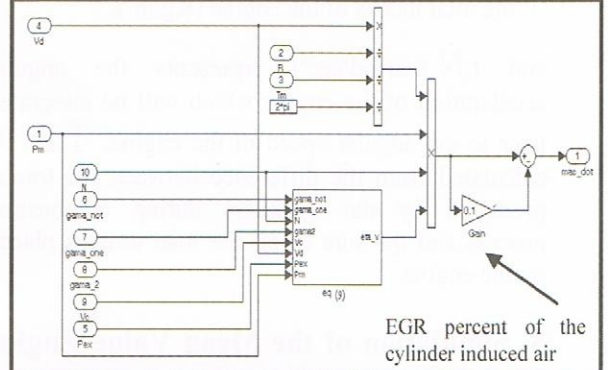 4
Vd
2
3
Tm
2*pi
1
Pm
10
N
6
gama_not
7
gama_one
8
gama_2
9
Vc
5
Pex
gama_not
gama_one
N
gama2
Vc
Vd
Pex
Pm
eta_v
eq (s)
X
X
0.1
Gain
1
mas_dot
EGR percent of the
cylinder induced air